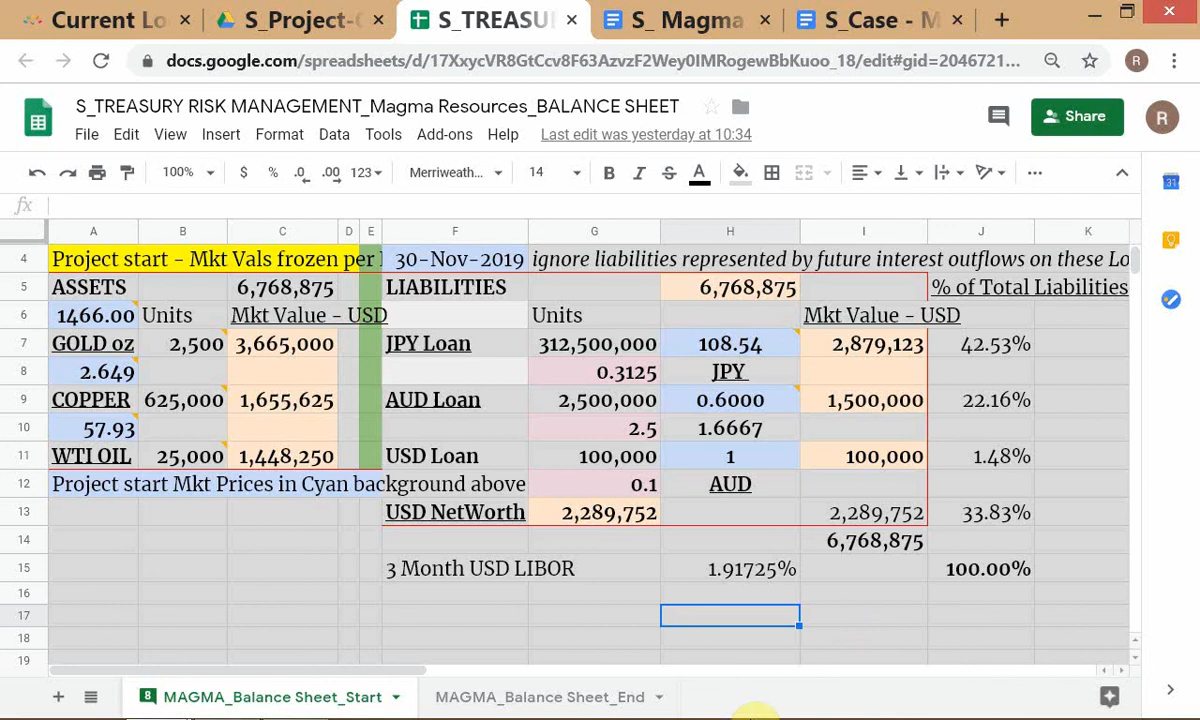 Current Lo
S_Project-
S_TREASU
S_ Magma
S_Case - M
docs.google.com/spreadsheets/d/17XxycVR8GtCcv8F63AzvzF2Wey0IMRogewBbKuoo_18/edit#gid=2046721...
R
S_TREASURY RISK MANAGEMENT_Magma Resources_BALANCE SHEET
File Edit View Insert Format Data Tools Add-ons Help Last edit was yesterday at 10:34
Share
R
100% $ % .0 .00 123 Merriweath... 14 B I S A
31
fx
A B C D E F G H I J K
4 Project start - Mkt Vals frozen per 30-Nov-2019 ignore liabilities represented by future interest outflows on these Lo
5 ASSETS 6,768,875 LIABILITIES 6,768,875 % of Total Liabilities
6 1466.00 Units Mkt Value - USD Units Mkt Value - USD
7 GOLD oz 2,500 3,665,000 JPY Loan 312,500,000 108.54 2,879,123 42.53%
8 2.649 0.3125 JPY
9 COPPER 625,000 1,655,625 AUD Loan 2,500,000 0.6000 1,500,000 22.16%
10 57.93 2.5 1.6667
11 WTI OIL 25,000 1,448,250 USD Loan 100,000 1 100,000 1.48%
12 Project start Mkt Prices in Cyan background above 0.1 AUD
13 USD NetWorth 2,289,752 2,289,752 33.83%
14 6,768,875
15 3 Month USD LIBOR 1.91725% 100.00%
16
17
18
19
8 MAGMA_Balance Sheet_Start MAGMA_Balance Sheet_End